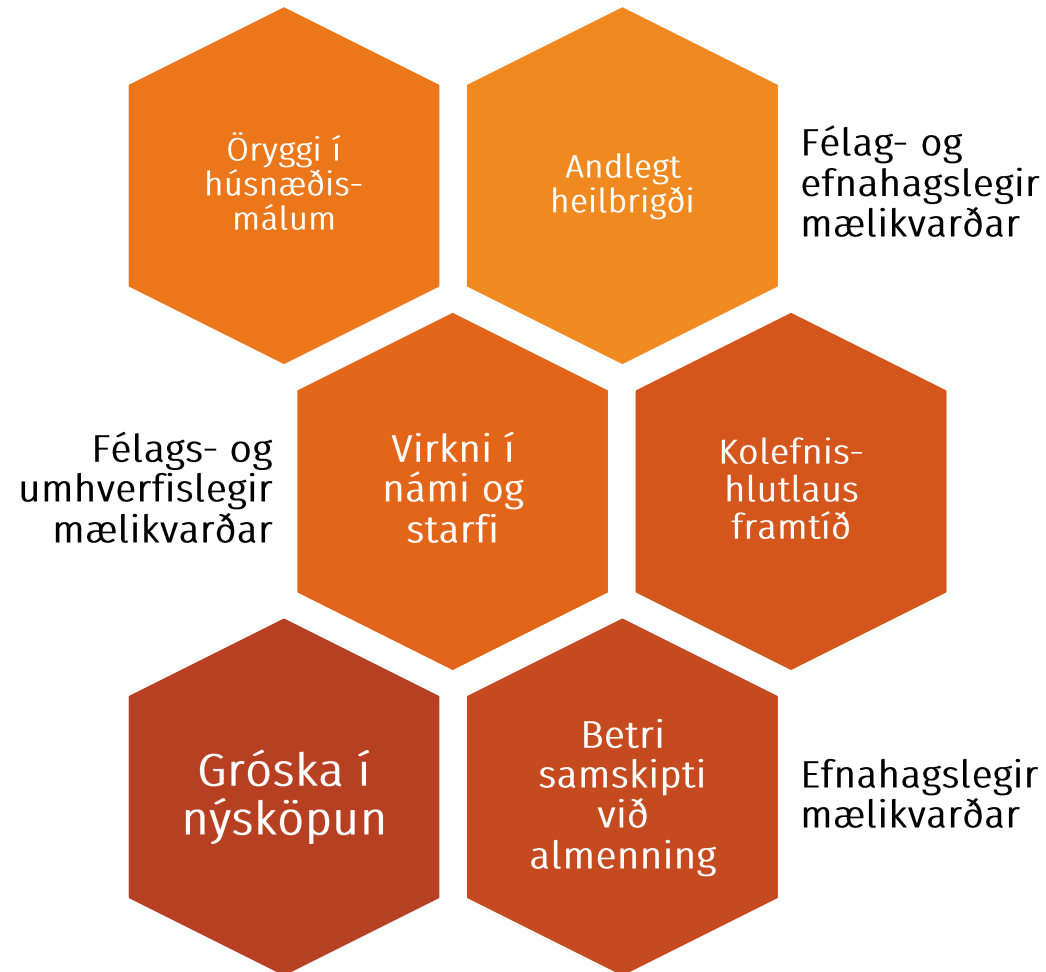 Öryggi í
húsnæðis-
málum
Andlegt
heilbrigði
Félag- og
efnahagslegir
mælikvarðar
Félags- og
umhverfislegir
mælikvarðar
Virkni í
námi og
starfi
Kolefnis-
hlutlaus
framtíð
Gróska í
nýsköpun
Betri
samskipti
við
almenning
Efnahagslegir
mælikvarðar